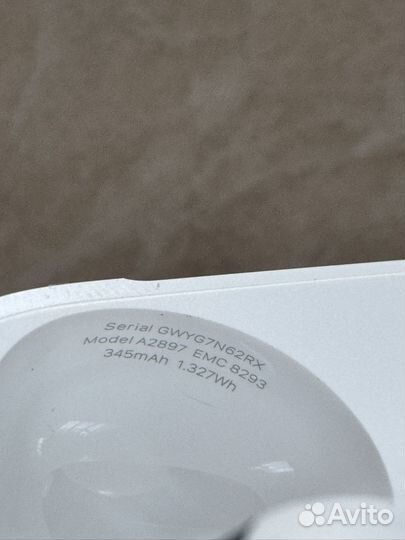 Serial GWYG7N62RX
Model A2897 EMC 8293
345mAh 1.327Wh
Avito